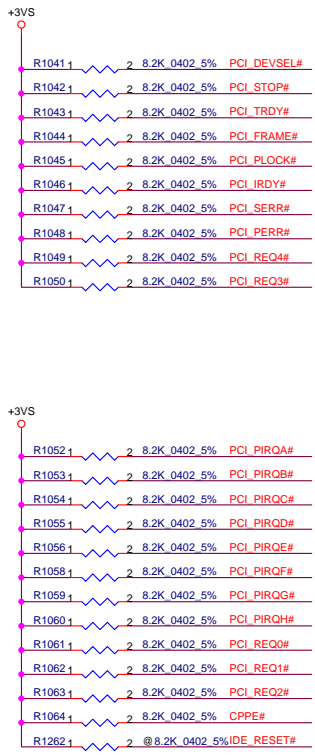 +3VS
R1041 1 2 8.2K_0402_5% PCI_DEVSEL#
R1042 1 2 8.2K_0402_5% PCI_STOP#
R1043 1 2 8.2K_0402_5% PCI_TRDY#
R1044 1 2 8.2K_0402_5% PCI_FRAME#
R1045 1 2 8.2K_0402_5% PCI_PLOCK#
R1046 1 2 8.2K_0402_5% PCI_IRDY#
R1047 1 2 8.2K_0402_5% PCI_SERR#
R1048 1 2 8.2K_0402_5% PCI_PERR#
R1049 1 2 8.2K_0402_5% PCI_REQ4#
R1050 1 2 8.2K_0402_5% PCI_REQ3#
+3VS
R1052 1 2 8.2K_0402_5% PCI_PIRQA#
R1053 1 2 8.2K_0402_5% PCI_PIRQB#
R1054 1 2 8.2K_0402_5% PCI_PIRQC#
R1055 1 2 8.2K_0402_5% PCI_PIRQD#
R1056 1 2 8.2K_0402_5% PCI_PIRQE#
R1058 1 2 8.2K_0402_5% PCI_PIRQF#
R1059 1 2 8.2K_0402_5% PCI_PIRQG#
R1060 1 2 8.2K_0402_5% PCI_PIRQH#
R1061 1 2 8.2K_0402_5% PCI_REQ0#
R1062 1 2 8.2K_0402_5% PCI_REQ1#
R1063 1 2 8.2K_0402_5% PCI_REQ2#
R1064 1 2 8.2K_0402_5% CPPE#
R1262 1 2 @8.2K_0402_5% IDE_RESET#